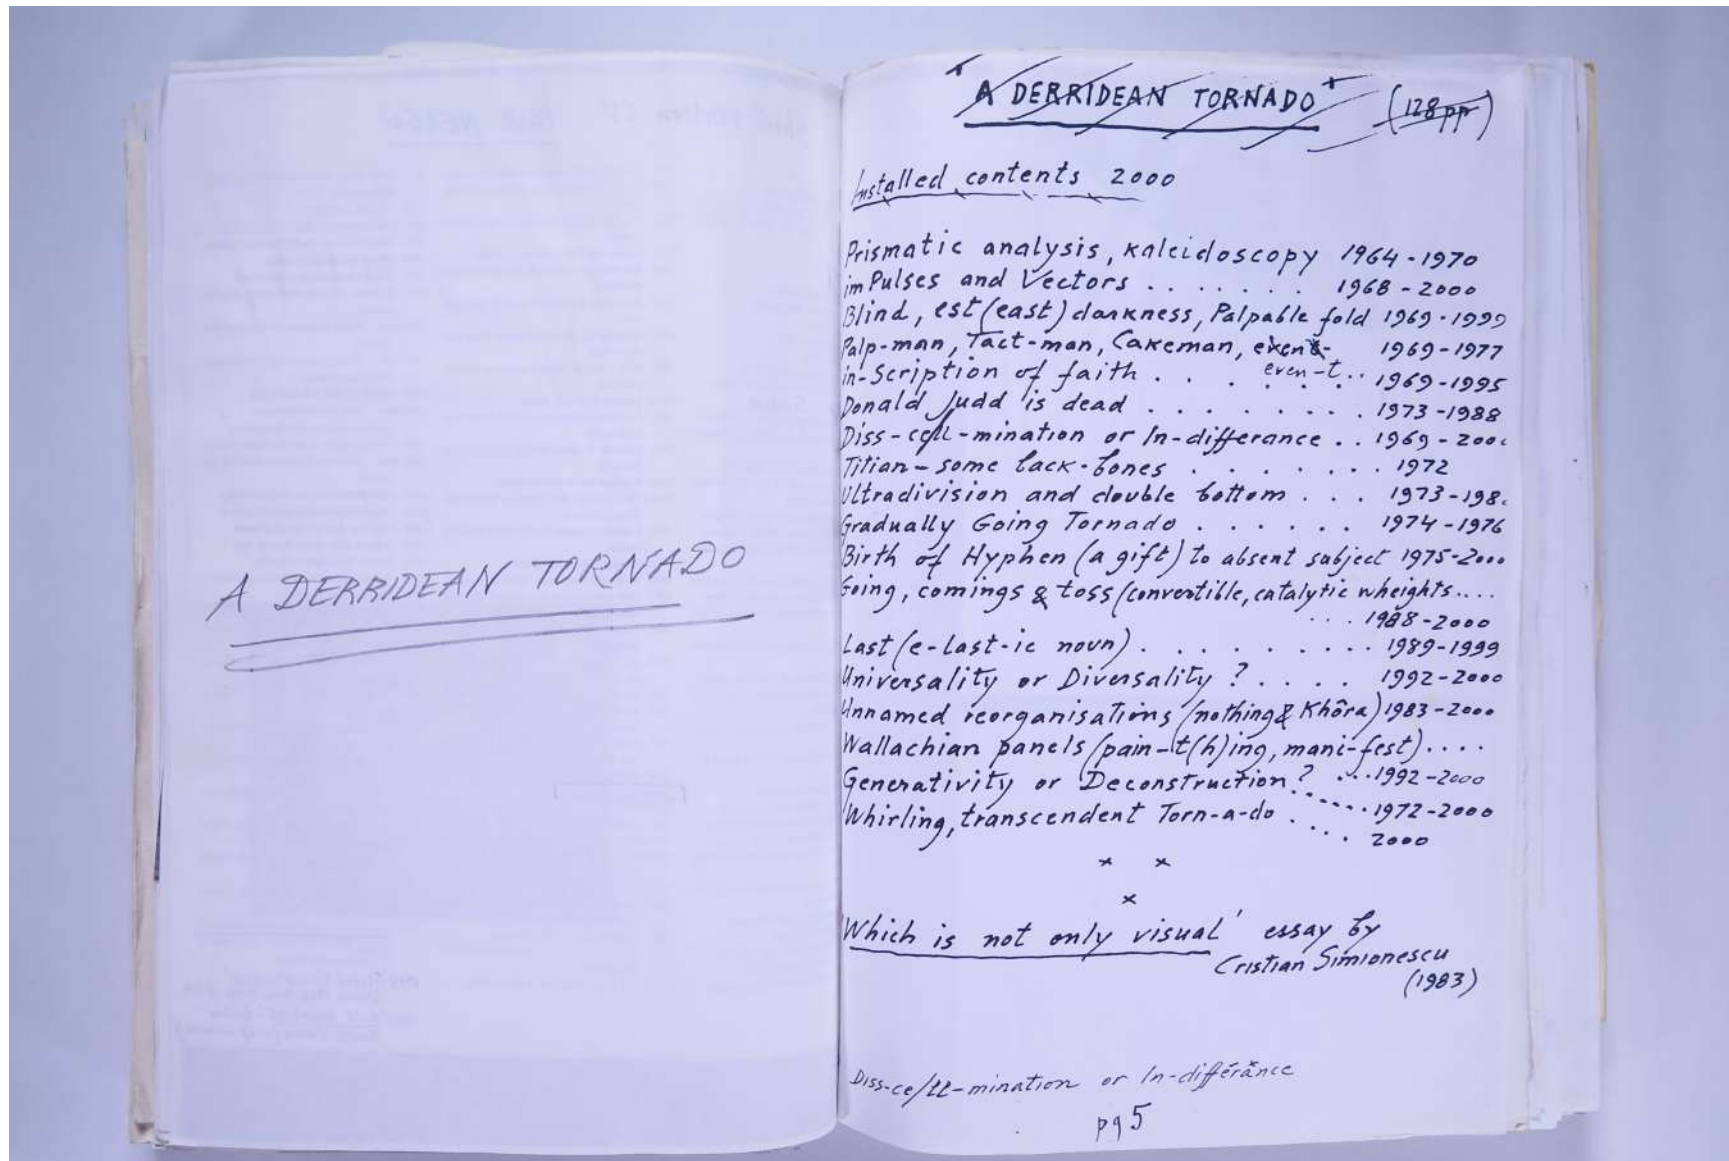 A DERRIDEAN TORNADO
"A DERRIDEAN TORNADO" (128pp)
Installed contents 2000
Prismatic analysis, kaleidoscopy 1964-1970
imPulses and Vectors . . . . . . . 1968-2000
Blind, est (east) darkness, Palpable fold 1969-1999
Palp-man, Tact-man, Cakeman, 1969-1977
even-t
in-Scription of faith . . . . . . 1969-1995
Donald Judd is dead . . . . . . . . . 1973-1988
Diss-cell-mination or In-differance . . 1969-200
Titian - some lack-bones . . . . . . . 1972
Ultradivision and double bottom . . . 1973-198
Gradually Going Tornado . . . . . . 1974-1976
Birth of Hyphen (a gift) to absent subject 1975-2000
Going, comings & toss (convertible, catalytic wheights....
. . . 1988-2000
Last (e-last-ic noun) . . . . . . . . . 1989-1999
Universality or Diversality ? . . . . 1992-2000
Unnamed reorganisations (nothing & Khôra) 1983-2000
Wallachian panels (pain-t(h)ing, mani-fest) . . . .
Generativity or Deconstruction? ...1992-2000
Whirling, transcendent Torn-a-do . ....1972-2000
. . . 2000
x x
x
Which is not only visual' essay by
Cristian Simionescu
(1983)
Diss-ce/ll-mination or In-différance
pg 5